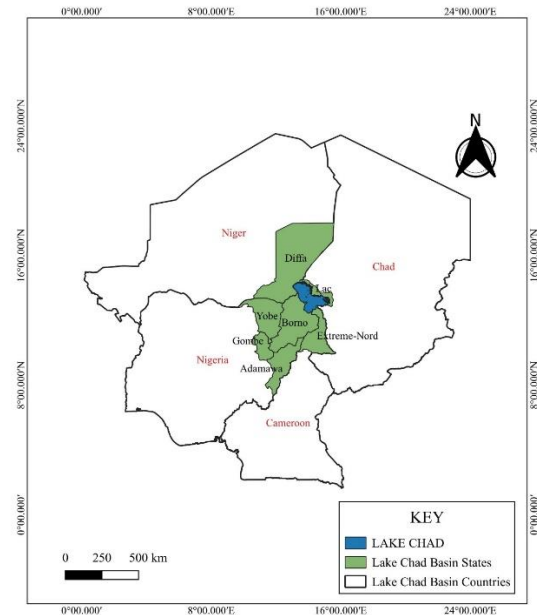 0°00.000' 8°00.000'E 16°00.000'E 24°00.000'E
N
24°00.000'N
24°00.000'N
Niger
Diffa
16°00.000'N
Chad
16°00.000'N
Lac
Yobe
Borno
Gombe
Extreme-Nord
Nigeria
Adamawa
8°00.000'N
8°00.000'N
Cameroon
0°00.000'
0°00.000'
KEY
LAKE CHAD
Lake Chad Basin States
Lake Chad Basin Countries
0 250 500 km
0°00.000' 8°00.000'E 16°00.000'E 24°00.000'E